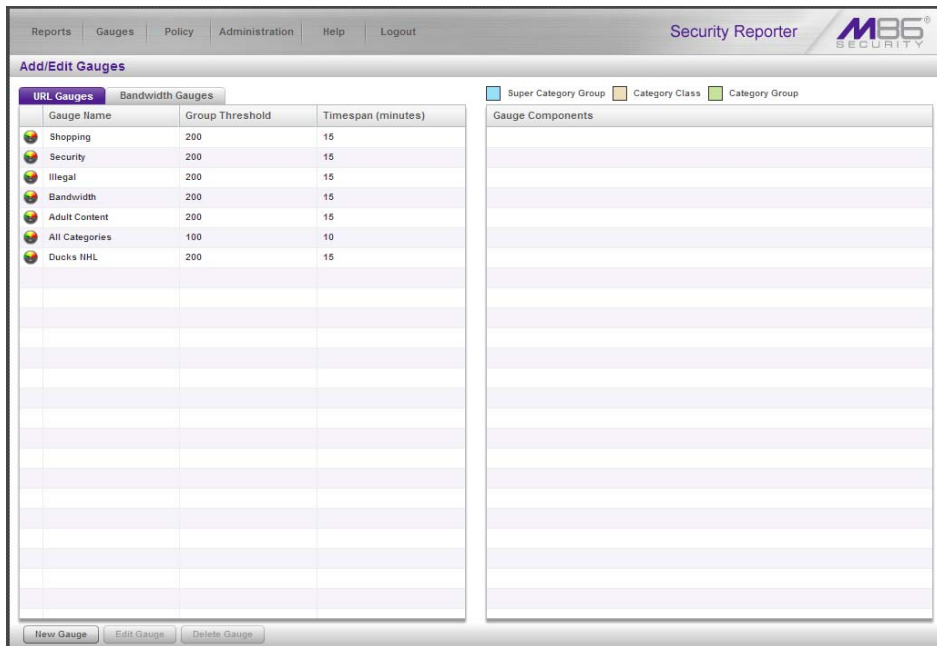 Reports Gauges Policy Administration Help Logout
Security Reporter
M86®
SECURITY
Add/Edit Gauges
URL Gauges Bandwidth Gauges
Super Category Group Category Class Category Group
Gauge Name Group Threshold Timespan (minutes)
Gauge Components
Shopping 200 15
Security 200 15
Illegal 200 15
Bandwidth 200 15
Adult Content 200 15
All Categories 100 10
Ducks NHL 200 15
New Gauge Edit Gauge Delete Gauge